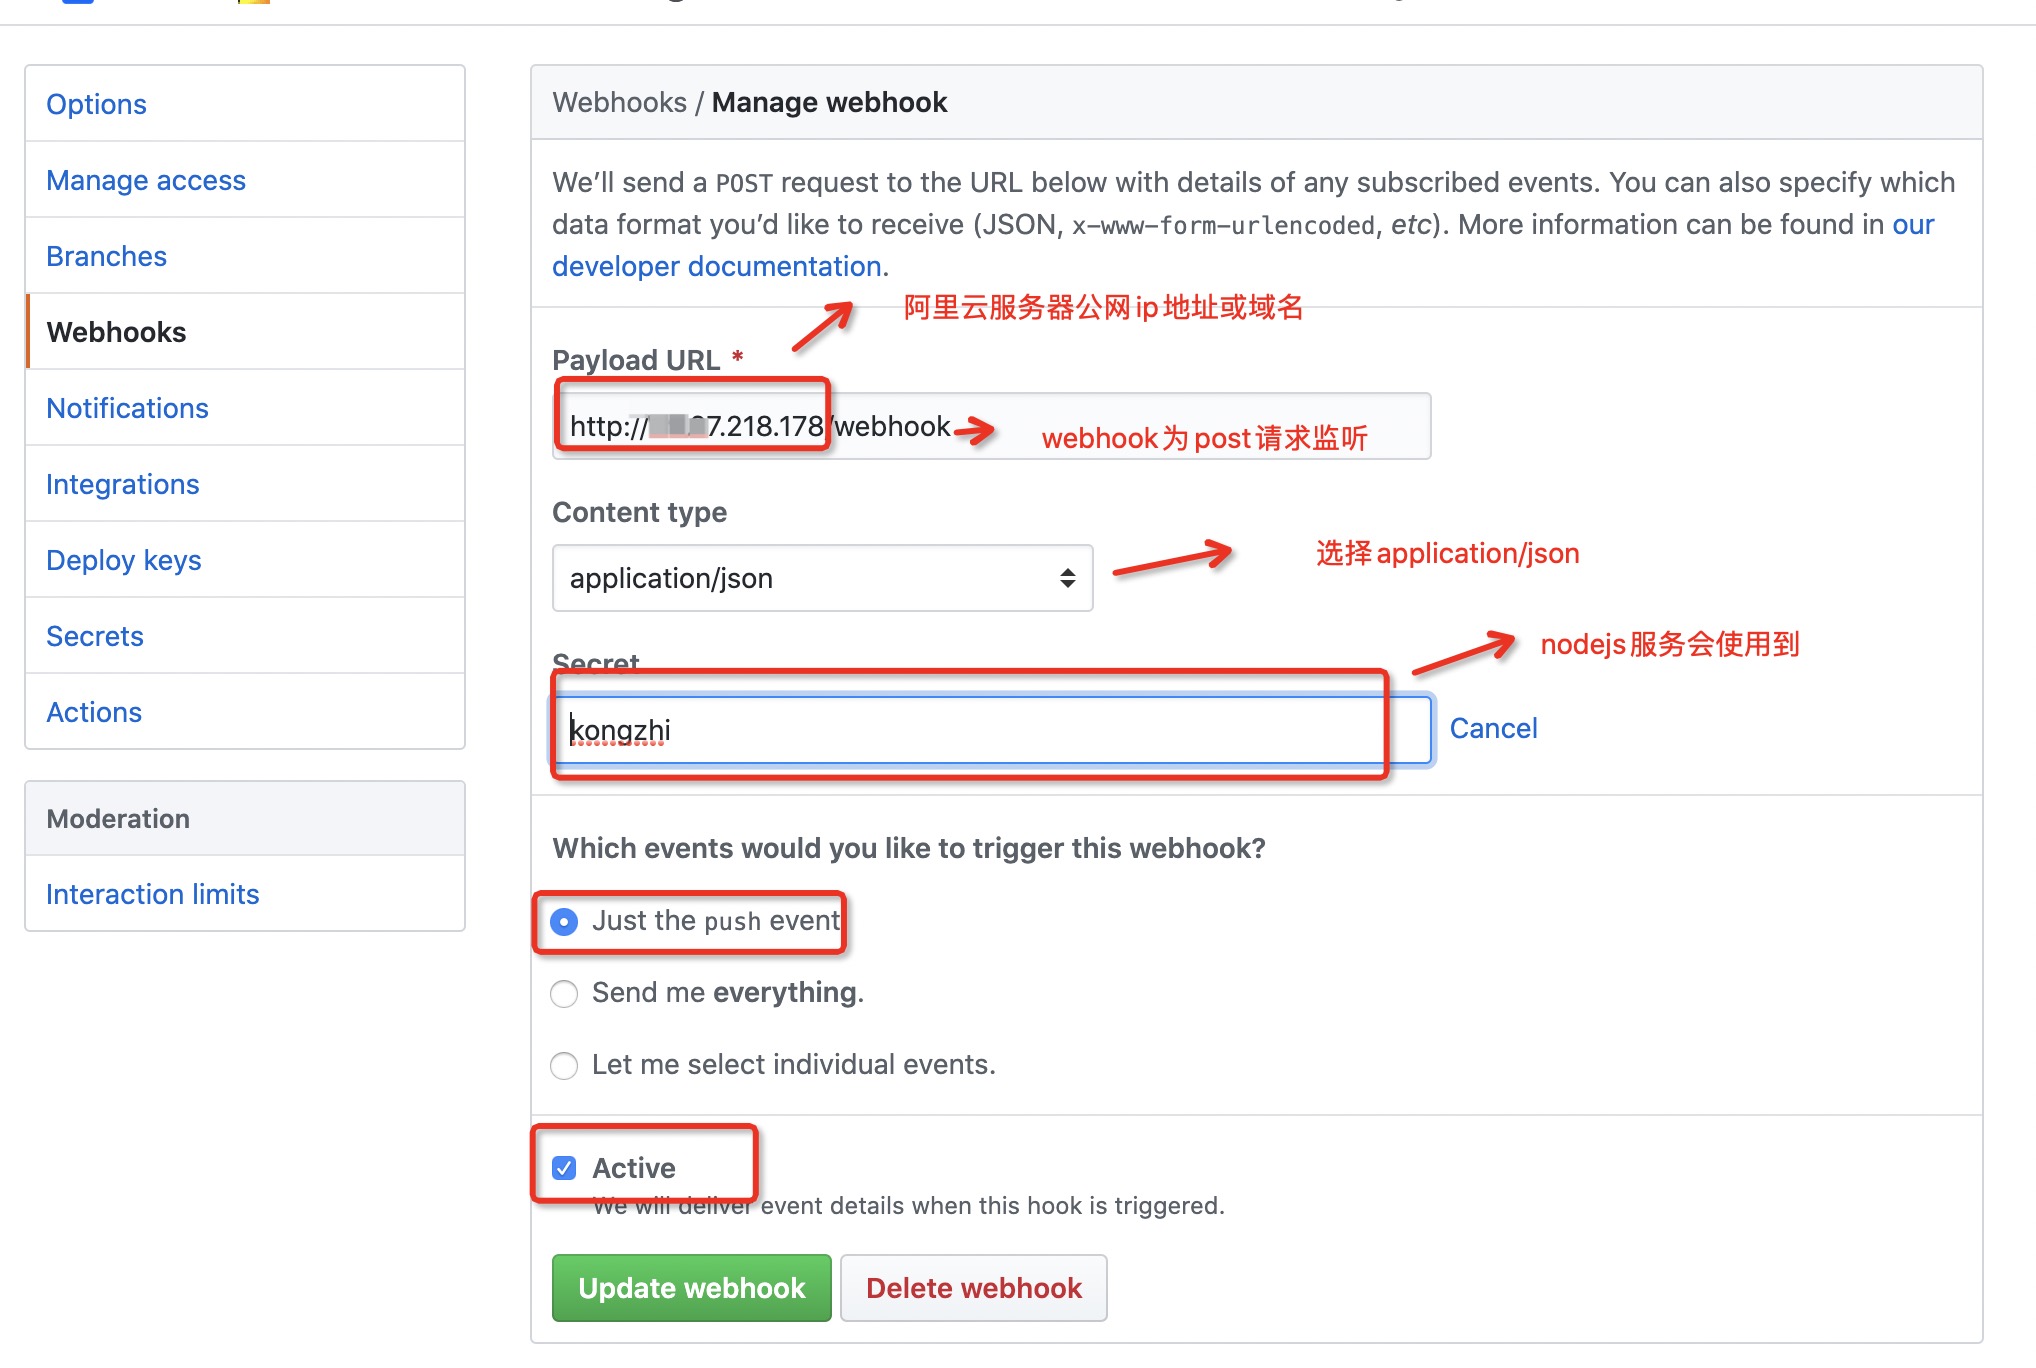 Options
Manage access
Branches
Webhooks
Notifications
Integrations
Deploy keys
Secrets
Actions
Moderation
Interaction limits
Webhooks / Manage webhook
We’ll send a POST request to the URL below with details of any subscribed events. You can also specify which
data format you’d like to receive (JSON, x-www-form-urlencoded, etc). More information can be found in our
developer documentation.
阿里云服务器公网ip地址或域名
Payload URL *
http:// 7.218.178/webhook
webhook为post请求监听
Content type
application/json
选择application/json
Secret
nodejs服务会使用到
kongzhi
Cancel
Which events would you like to trigger this webhook?
Just the push event
Send me everything.
Let me select individual events.
Active
We will deliver event details when this hook is triggered.
Update webhook
Delete webhook